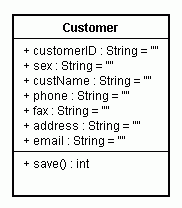 Customer
+ customerID : String = ""
+ sex : String = ""
+ custName : String = ""
+ phone : String = ""
+ fax : String = ""
+ address : String = ""
+ email : String = ""
+ save() : int